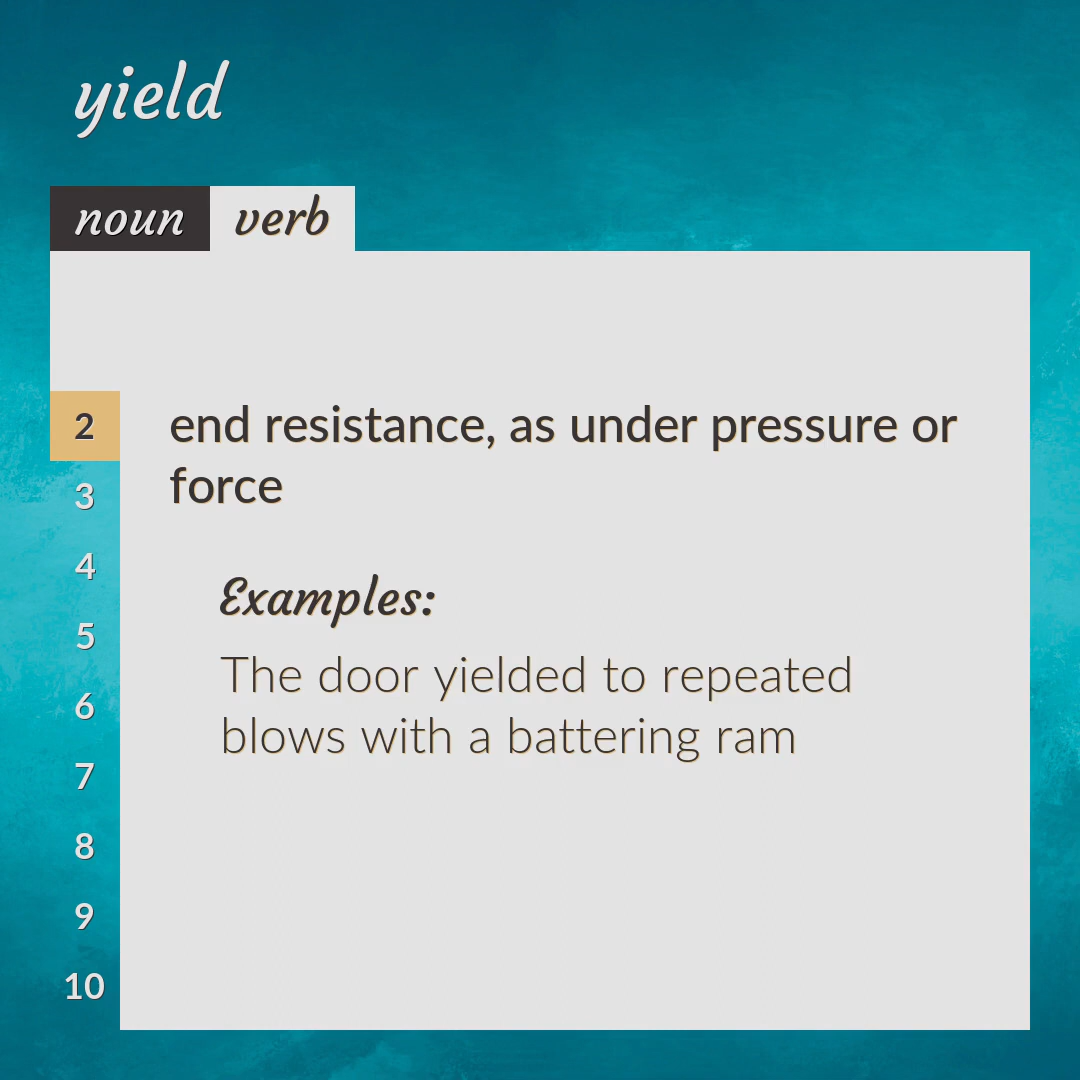 yield
noun verb
2
end resistance, as under pressure or
force
3
4
Examples:
5
The door yielded to repeated
6
blows with a battering ram
7
8
9
10